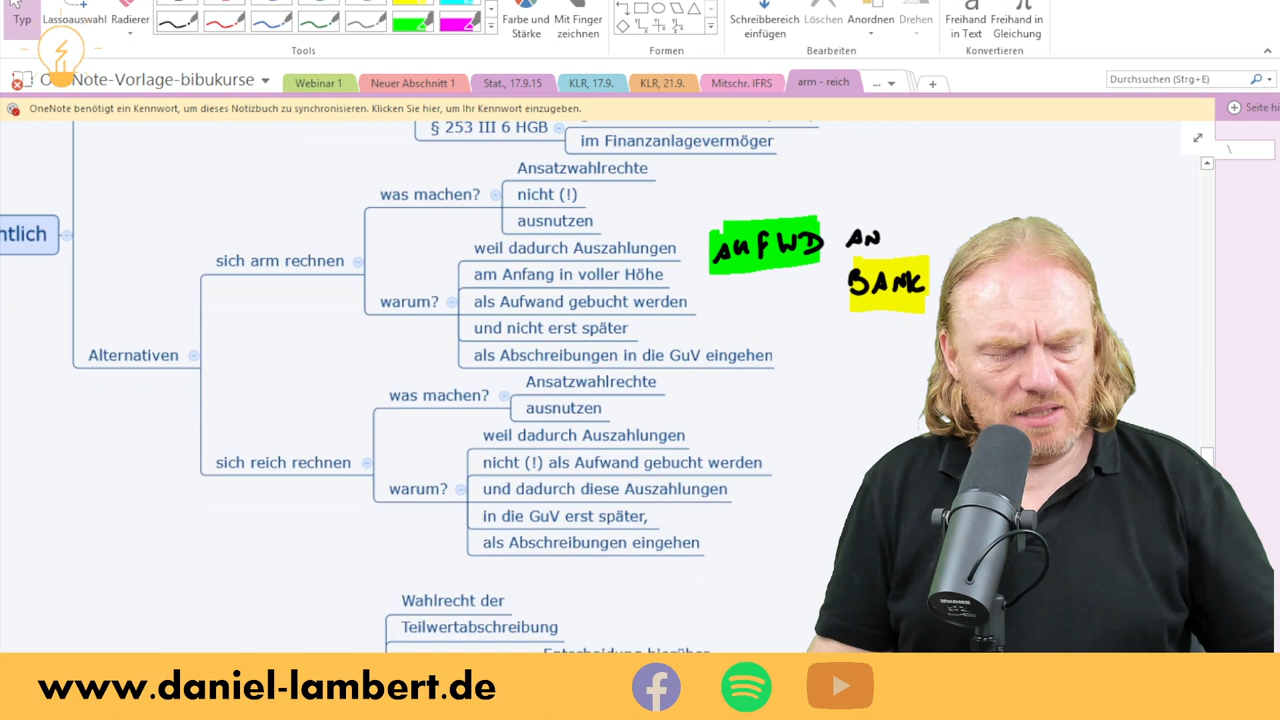 Typ
Lassoauswahl
Radierer
Farbe und
Stärke
Mit Finger
zeichnen
Schreibbereich
einfügen
Löschen
Anordnen
Drehen
Freihand
in Text
Freihand in
Gleichung
Tools
Formen
Bearbeiten
Konvertieren
Note-Vorlage-bibukurse
Webinar 1
Neuer Abschnitt 1
Stat., 17.9.15
KLR, 17.9.
KLR, 21.9.
Mitschr. IFRS
arm - reich
...
Durchsuchen (Strg+E)
OneNote benötigt ein Kennwort, um dieses Notizbuch zu synchronisieren. Klicken Sie hier, um Ihr Kennwort einzugeben.
Seite hi
§ 253 III 6 HGB
im Finanzanlagevermöger
Ansatzwahlrechte
was machen?
nicht (!)
ausnutzen
htlich
sich arm rechnen
weil dadurch Auszahlungen
am Anfang in voller Höhe
warum?
als Aufwand gebucht werden
und nicht erst später
als Abschreibungen in die GuV eingehen
AUFWD AN
BANK
Alternativen
Ansatzwahlrechte
was machen?
ausnutzen
weil dadurch Auszahlungen
sich reich rechnen
nicht (!) als Aufwand gebucht werden
warum?
und dadurch diese Auszahlungen
in die GuV erst später,
als Abschreibungen eingehen
Wahlrecht der
Teilwertabschreibung
SHURE
www.daniel-lambert.de